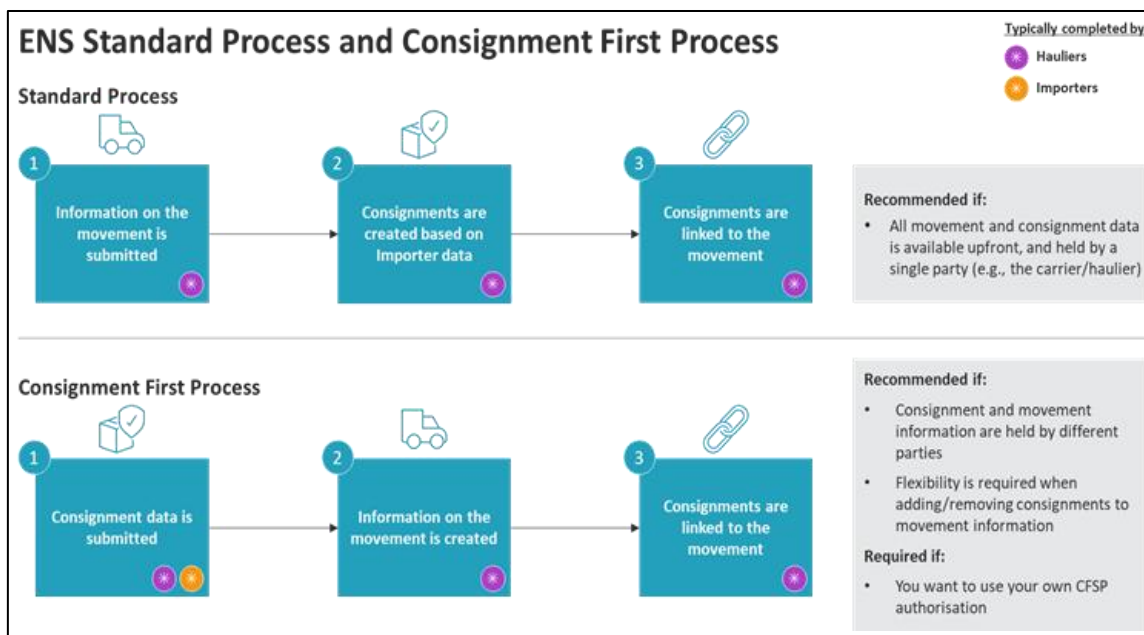 ENS Standard Process and Consignment First Process
Typically completed by
Hauliers
Importers
Standard Process
1
Information on the
movement is
submitted
2
Consignments are
created based on
Importer data
3
Consignments are
linked to the
movement
Recommended if:
• All movement and consignment data
is available upfront, and held by a
single party (e.g., the carrier/haulier)
Consignment First Process
1
Consignment data is
submitted
2
Information on the
movement is created
3
Consignments are
linked to the
movement
Recommended if:
• Consignment and movement
information are held by different
parties
• Flexibility is required when
adding/removing consignments to
movement information
Required if:
• You want to use your own CFSP
authorisation